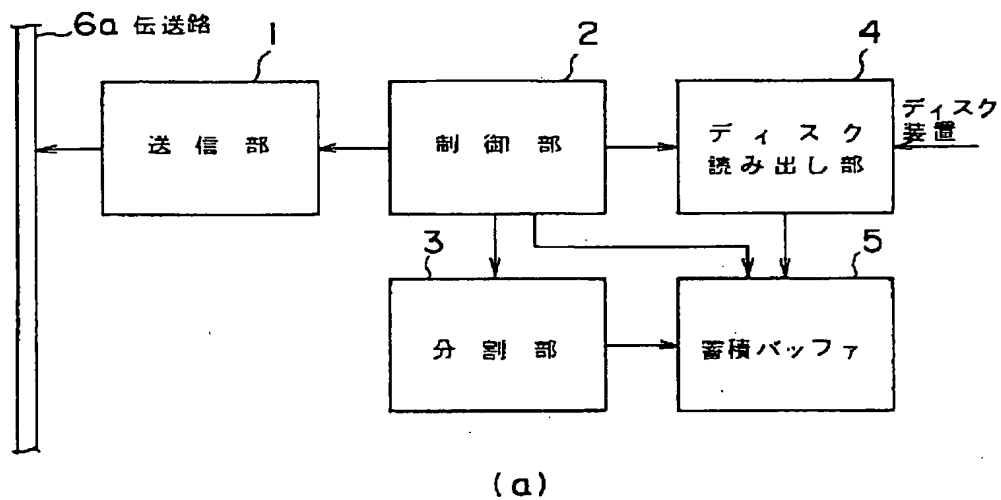 6a 伝送路
1
2
4
ディスク
装置
送信部
制御部
ディスク
読み出し部
3
5
分割部
蓄積バッファ
(a)